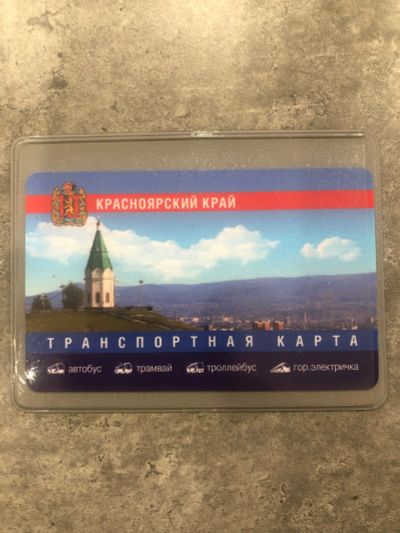 КРАСНОЯРСКИЙ КРАЙ
ТРАНСПОРТНАЯ КАРТА
автобус трамвай троллейбус гор.электричка